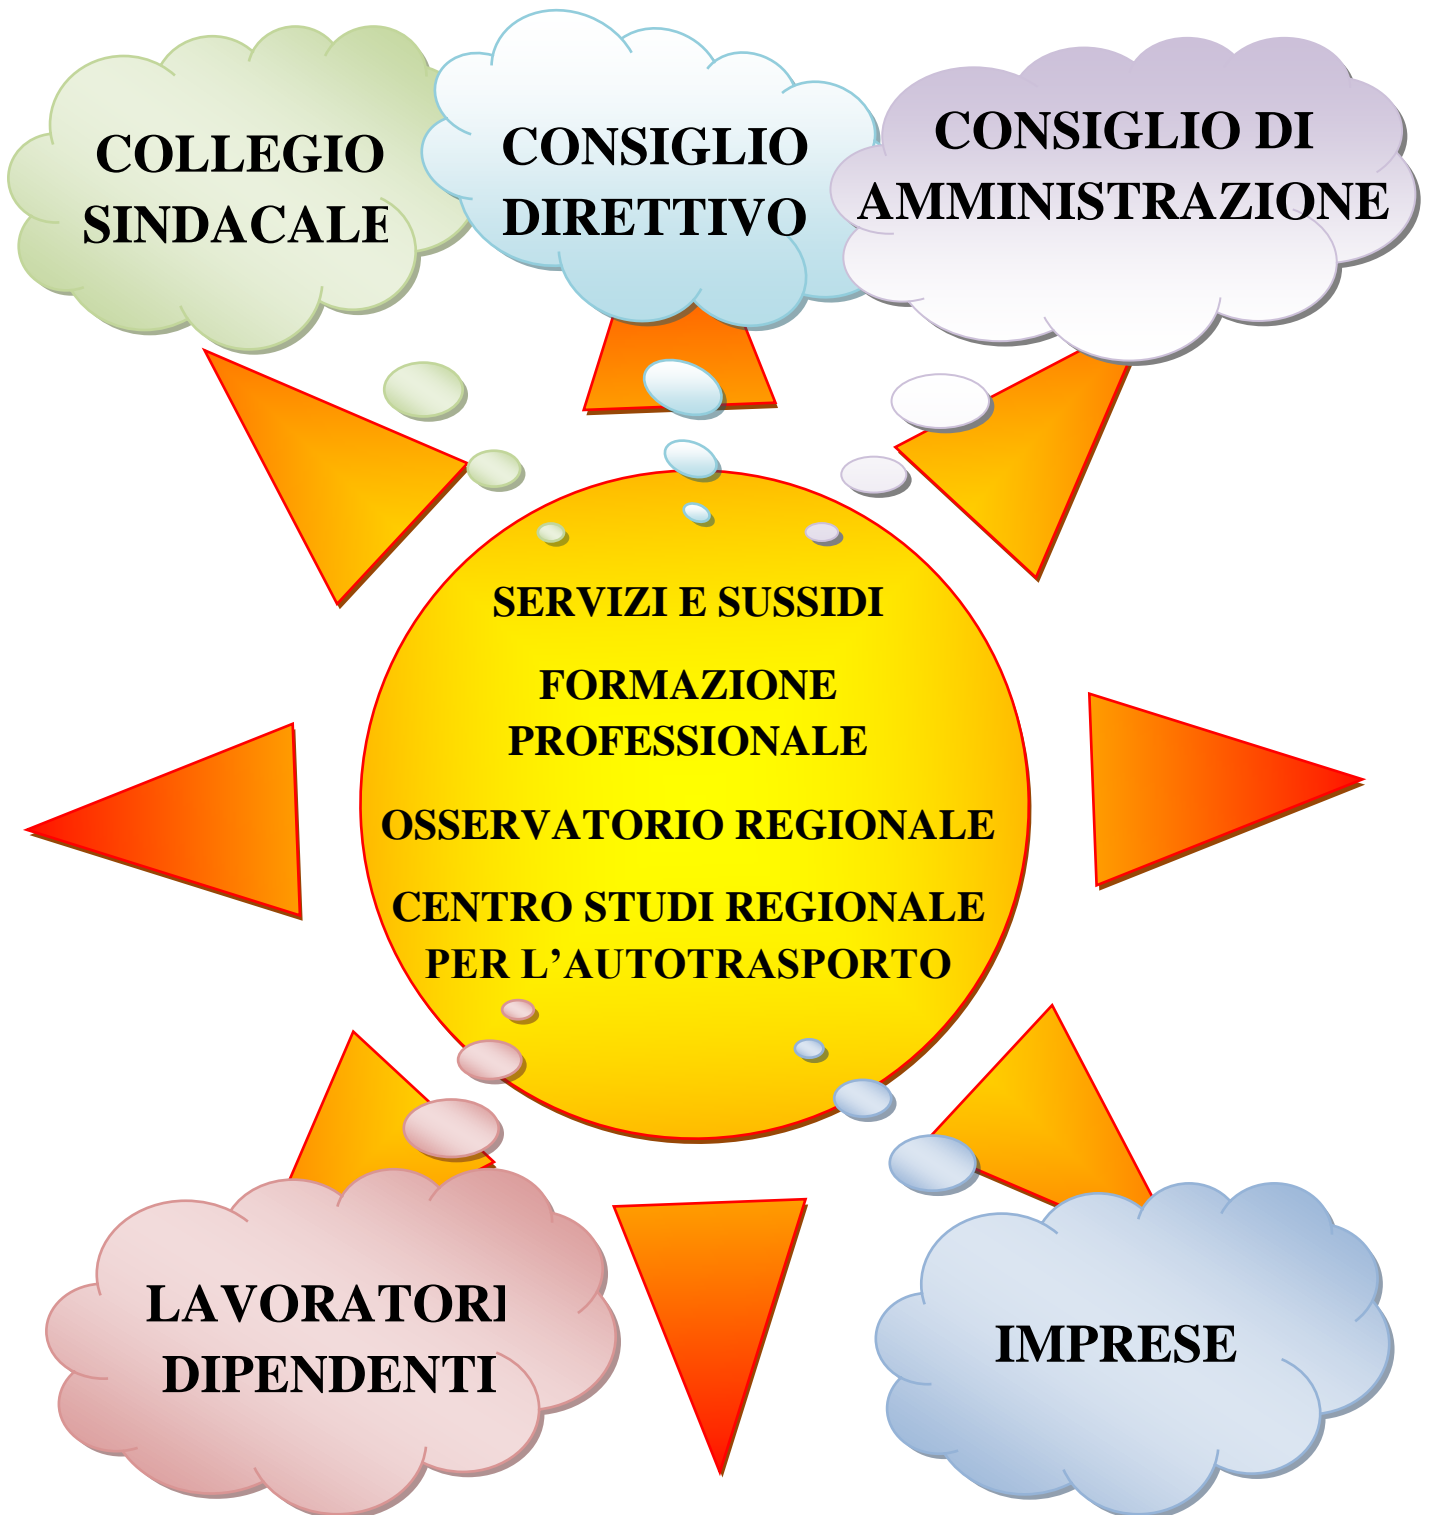 COLLEGIO
SINDACALE
CONSIGLIO
DIRETTIVO
CONSIGLIO DI
AMMINISTRAZIONE
SERVIZI E SUSSIDI
FORMAZIONE
PROFESSIONALE
OSSERVATORIO REGIONALE
CENTRO STUDI REGIONALE
PER L’AUTOTRASPORTO
LAVORATORI
DIPENDENTI
IMPRESE